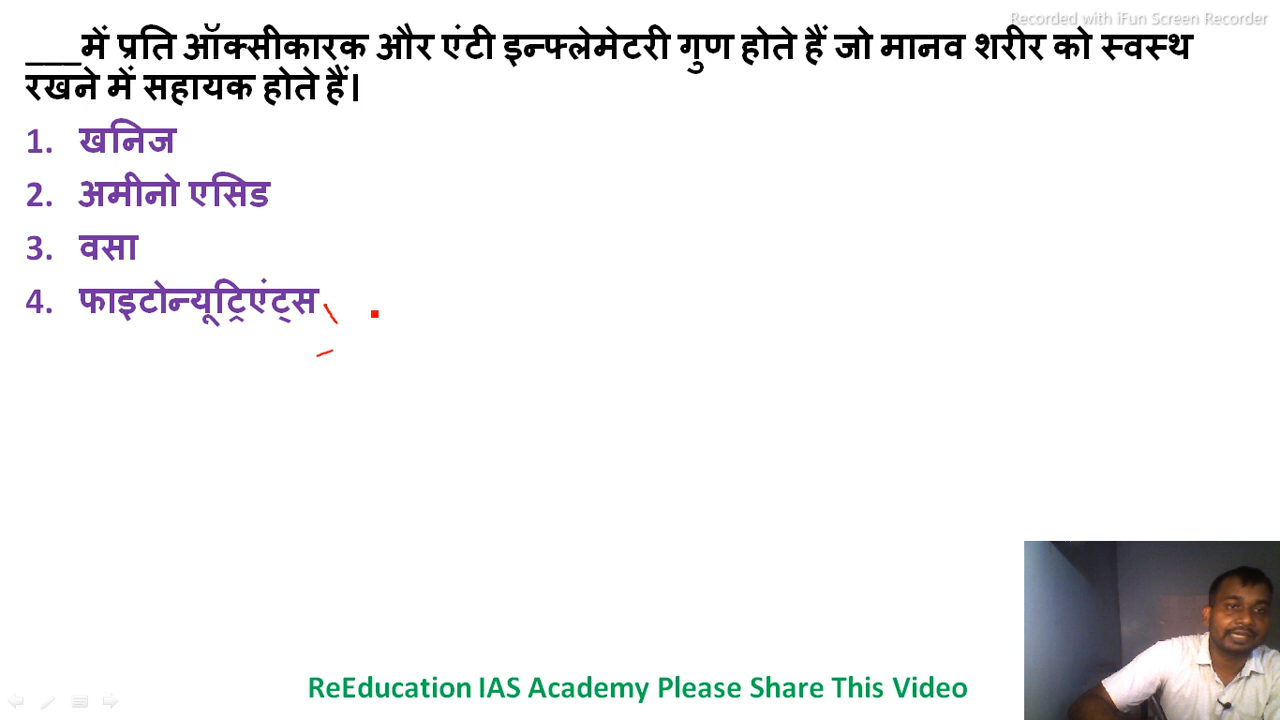 Recorded with iFun Screen Recorder
___में प्रति ऑक्सीकारक और एंटी इन्फ्लेमेटरी गुण होते हैं जो मानव शरीर को स्वस्थ
रखने में सहायक होते हैं।
1. खनिज
2. अमीनो एसिड
3. वसा
4. फाइटोन्यूट्रिएंट्स
ReEducation IAS Academy Please Share This Video